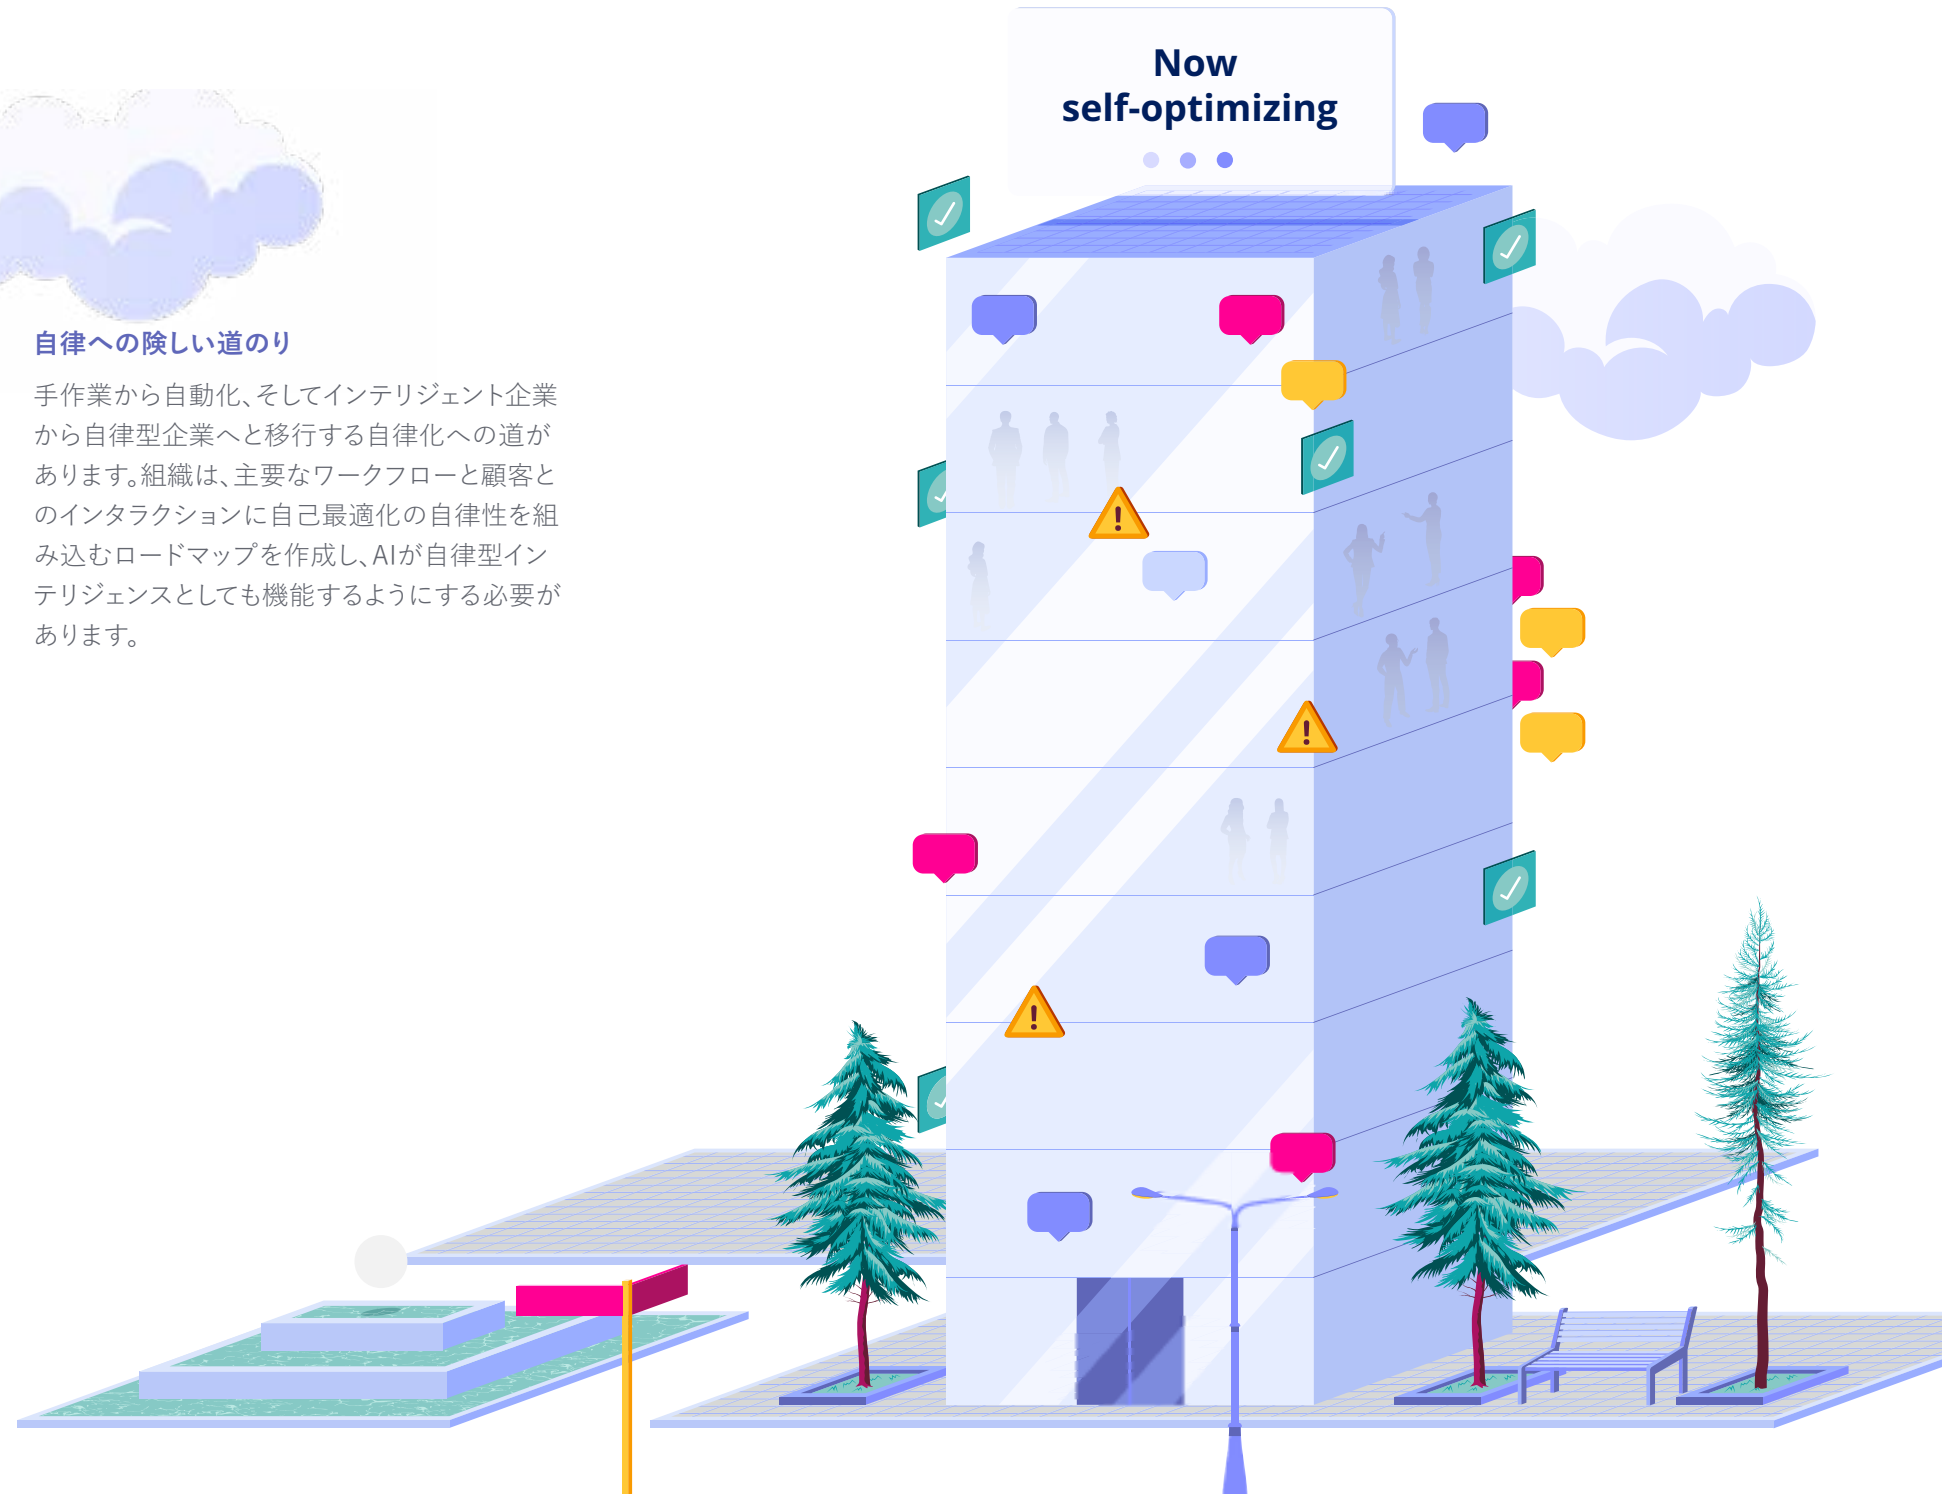 Now
self-optimizing
自律への険しい道のり
手作業から自動化、そしてインテリジェント企業
から自律型企業へと移行する自律化への道が
あります。組織は、主要なワークフローと顧客と
のインタラクションに自己最適化の自律性を組
み込むロードマップを作成し、AIが自律型イン
テリジェンスとしても機能するようにする必要が
あります。